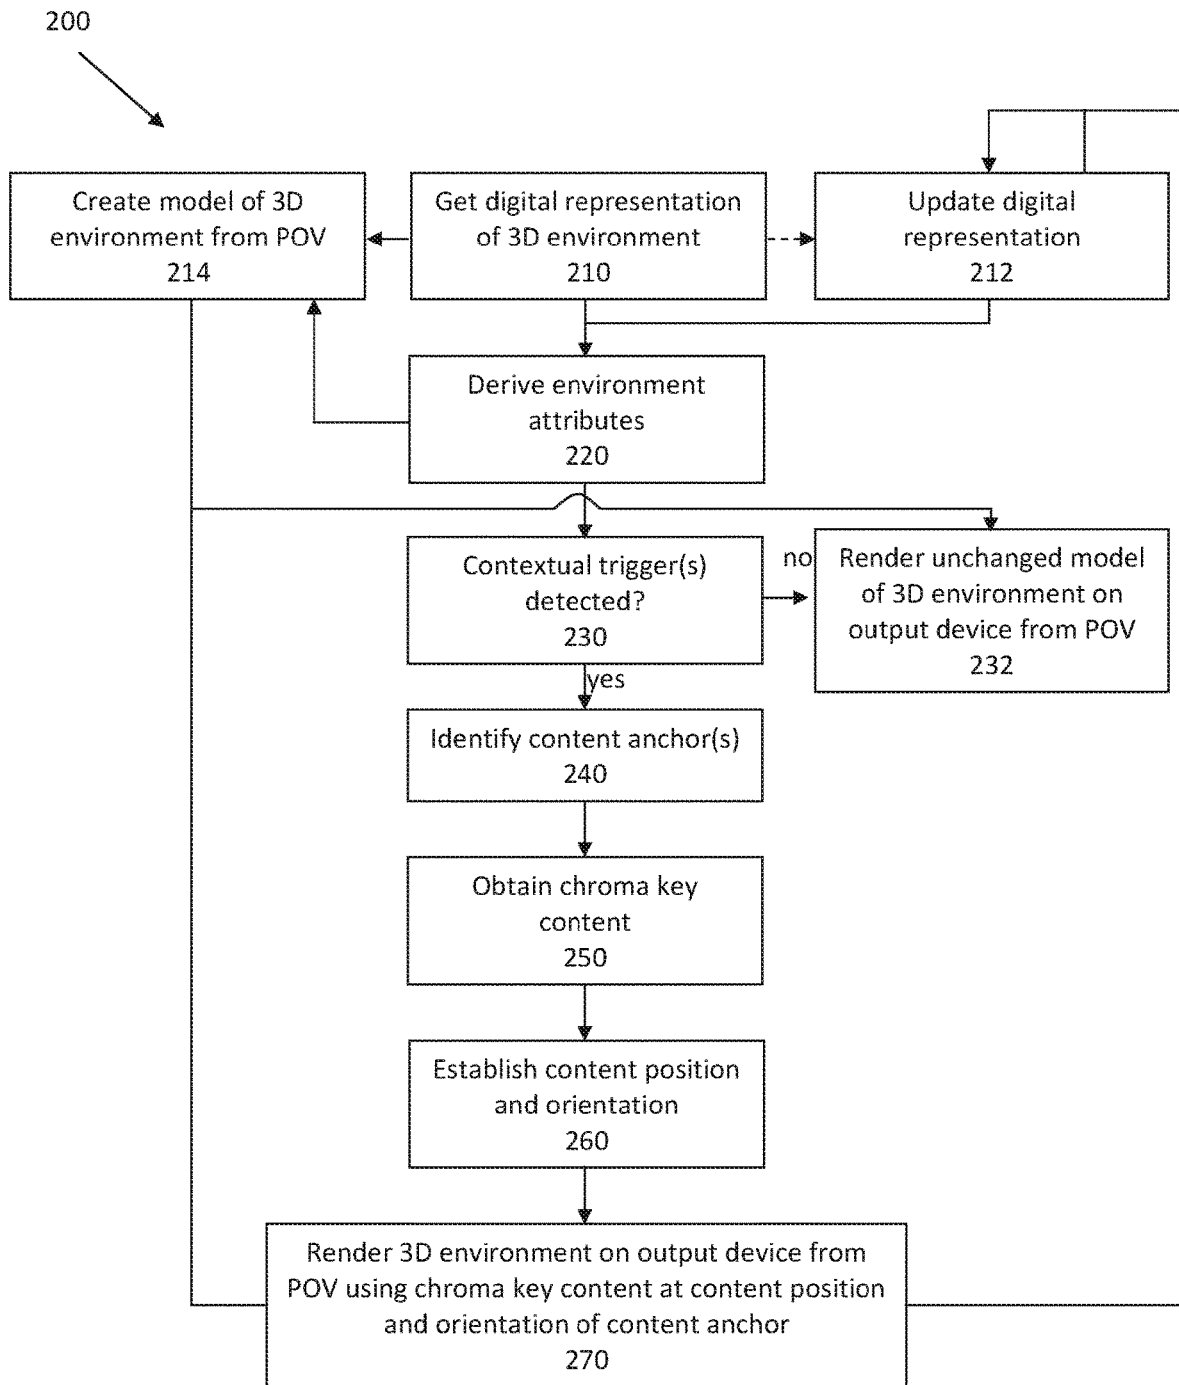 200
Create model of 3D
environment from POV
214
Get digital representation
of 3D environment
210
Update digital
representation
212
Derive environment
attributes
220
Contextual trigger(s)
detected?
230
no
Render unchanged model
of 3D environment on
output device from POV
232
yes
Identify content anchor(s)
240
Obtain chroma key
content
250
Establish content position
and orientation
260
Render 3D environment on output device from
POV using chroma key content at content position
and orientation of content anchor
270